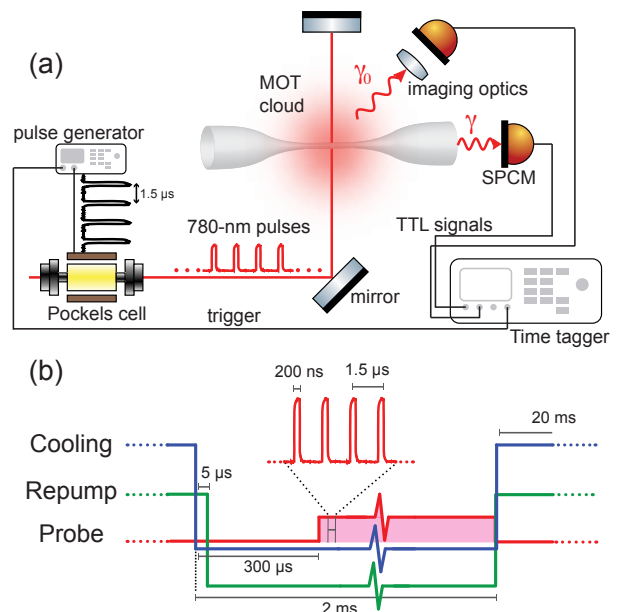 (a)
MOT
cloud
γ₀
imaging optics
pulse generator
γ
1.5 µs
SPCM
780-nm pulses
TTL signals
mirror
Pockels cell
trigger
Time tagger
(b)
200 ns
1.5 µs
20 ms
Cooling
5 µs
Repump
Probe
300 µs
2 ms